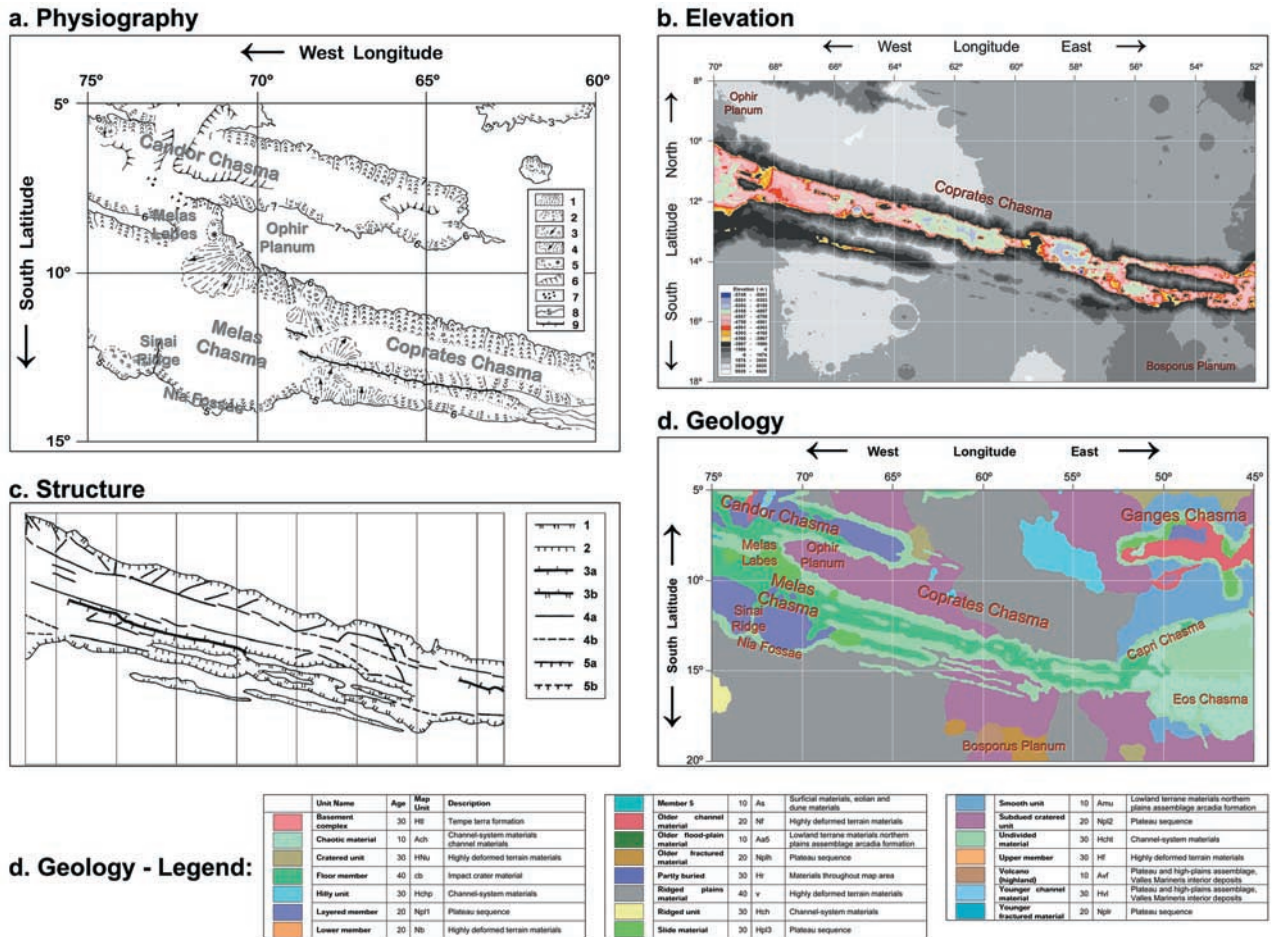 a. Physiography
West Longitude
75° 70° 65° 60°
5°
10°
15°
South Latitude
Candor Chasma
Melas
Labes
Ophir
Planum
Sinai
Ridge
Melas
Chasma
Coprates Chasma
Nia Fossae
1
2
3
4
5
6
7
8
9
b. Elevation
West Longitude East
70° 68° 66° 64° 62° 60° 58° 56° 54° 52°
8°
10°
12°
14°
16°
18°
North
Latitude
South
Ophir
Planum
Coprates Chasma
Bosporus Planum
Elevation (m)
c. Structure
1
2
3a
3b
4a
4b
5a
5b
d. Geology
West Longitude East
75° 70° 65° 60° 55° 50° 45°
5°
10°
15°
20°
South Latitude
Candor Chasma
Ganges Chasma
Melas
Labes
Ophir
Planum
Melas
Chasma
Coprates Chasma
Sinai
Ridge
Nia Fossae
Capri Chasma
Eos Chasma
Bosporus Planum
d. Geology - Legend:
Unit Name Age Map Unit Description
Basement complex 30 Htl Tempe terra formation
Chaotic material 10 Ach Channel-system materials channel materials
Cratered unit 30 HNu Highly deformed terrain materials
Floor member 40 cb Impact crater material
Hilly unit 30 Hchp Channel-system materials
Layered member 20 Npl1 Plateau sequence
Lower member 20 Nb Highly deformed terrain materials
Member 5 10 As Surficial materials, eolian and dune materials
Older channel material 20 Nf Highly deformed terrain materials
Older flood-plain material 10 Aa5 Lowland terrane materials northern plains assemblage arcadia formation
Older fractured material 20 Nplh Plateau sequence
Partly buried 30 Hr Materials throughout map area
Ridged plains material 40 v Highly deformed terrain materials
Ridged unit 30 Hch Channel-system materials
Slide material 30 Hpl3 Plateau sequence
Smooth unit 10 Amu Lowland terrane materials northern plains assemblage arcadia formation
Subdued cratered unit 20 Npl2 Plateau sequence
Undivided material 30 Hcht Channel-system materials
Upper member 30 Hf Highly deformed terrain materials
Volcano (highland) 10 Avf Plateau and high-plains assemblage, Valles Marineris interior deposits
Younger channel material 30 Hvl Plateau and high-plains assemblage, Valles Marineris interior deposits
Younger fractured material 20 Nplr Plateau sequence